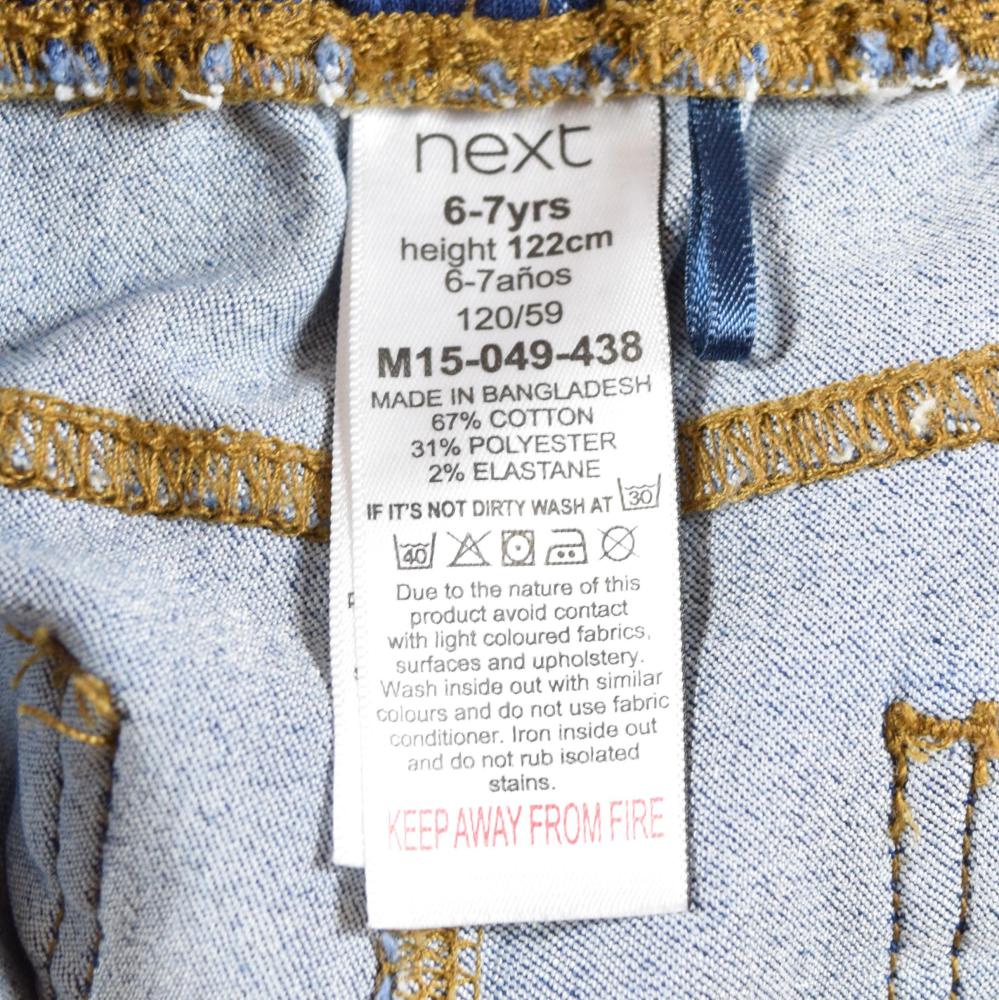 next
6-7yrs
height 122cm
6-7años
120/59
M15-049-438
MADE IN BANGLADESH
67% COTTON
31% POLYESTER
2% ELASTANE
IF IT'S NOT DIRTY WASH AT 30
40
Due to the nature of this
product avoid contact
with light coloured fabrics,
surfaces and upholstery.
Wash inside out with similar
colours and do not use fabric
conditioner. Iron inside out
and do not rub isolated
stains.
KEEP AWAY FROM FIRE